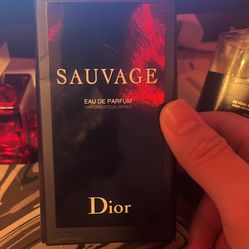 SAUVAGE
EAU DE PARFUM
VAPORISATEUR SPRAY
Dior